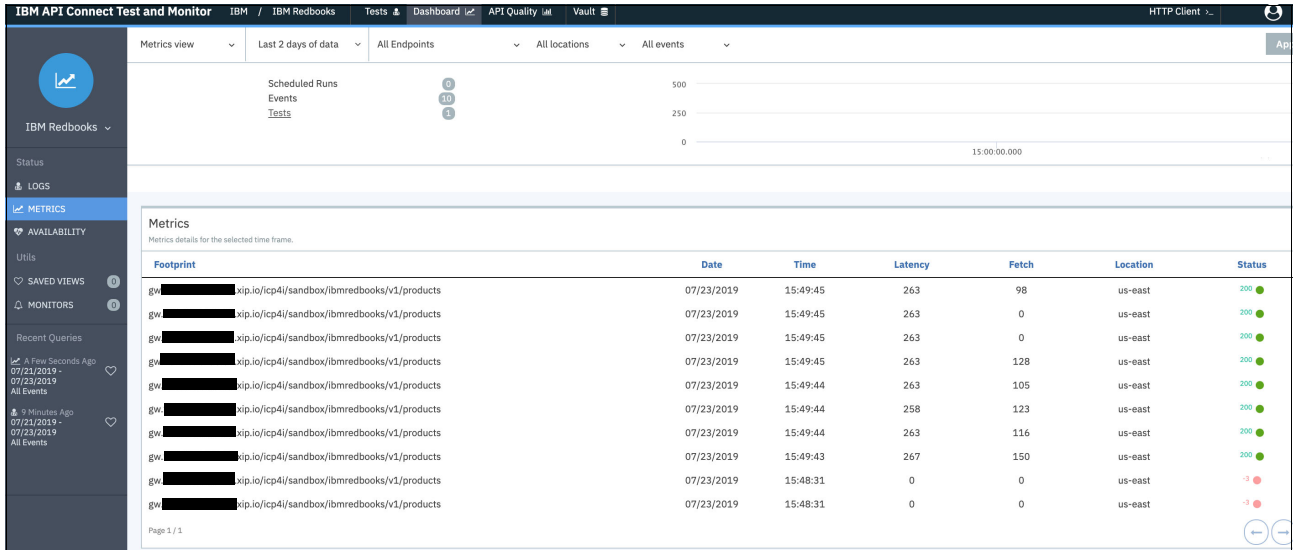 IBM API Connect Test and Monitor IBM / IBM Redbooks Tests Dashboard API Quality Vault HTTP Client >_
Metrics view Last 2 days of data All Endpoints All locations All events
IBM Redbooks
Status
LOGS
METRICS
AVAILABILITY
Utils
SAVED VIEWS 0
MONITORS 0
Recent Queries
A Few Seconds Ago
07/21/2019 -
07/23/2019
All Events
9 Minutes Ago
07/21/2019 -
07/23/2019
All Events
Scheduled Runs 0
Events 10
Tests 1
500
250
0
15:00:00.000
Metrics
Metrics details for the selected time frame.
Footprint Date Time Latency Fetch Location Status
gw. .xip.io/icp4i/sandbox/ibmredbooks/v1/products 07/23/2019 15:49:45 263 98 us-east 200
gw. .xip.io/icp4i/sandbox/ibmredbooks/v1/products 07/23/2019 15:49:45 263 0 us-east 200
gw. .xip.io/icp4i/sandbox/ibmredbooks/v1/products 07/23/2019 15:49:45 263 0 us-east 200
gw xip.io/icp4i/sandbox/ibmredbooks/v1/products 07/23/2019 15:49:45 263 128 us-east 200
gw. xip.io/icp4i/sandbox/ibmredbooks/v1/products 07/23/2019 15:49:44 263 105 us-east 200
gw. .xip.io/icp4i/sandbox/ibmredbooks/v1/products 07/23/2019 15:49:44 258 123 us-east 200
gw. xip.io/icp4i/sandbox/ibmredbooks/v1/products 07/23/2019 15:49:44 263 116 us-east 200
gw. xip.io/icp4i/sandbox/ibmredbooks/v1/products 07/23/2019 15:49:43 267 150 us-east 200
gw. .xip.io/icp4i/sandbox/ibmredbooks/v1/products 07/23/2019 15:48:31 0 0 us-east -3
gw. xip.io/icp4i/sandbox/ibmredbooks/v1/products 07/23/2019 15:48:31 0 0 us-east -3
Page 1 / 1